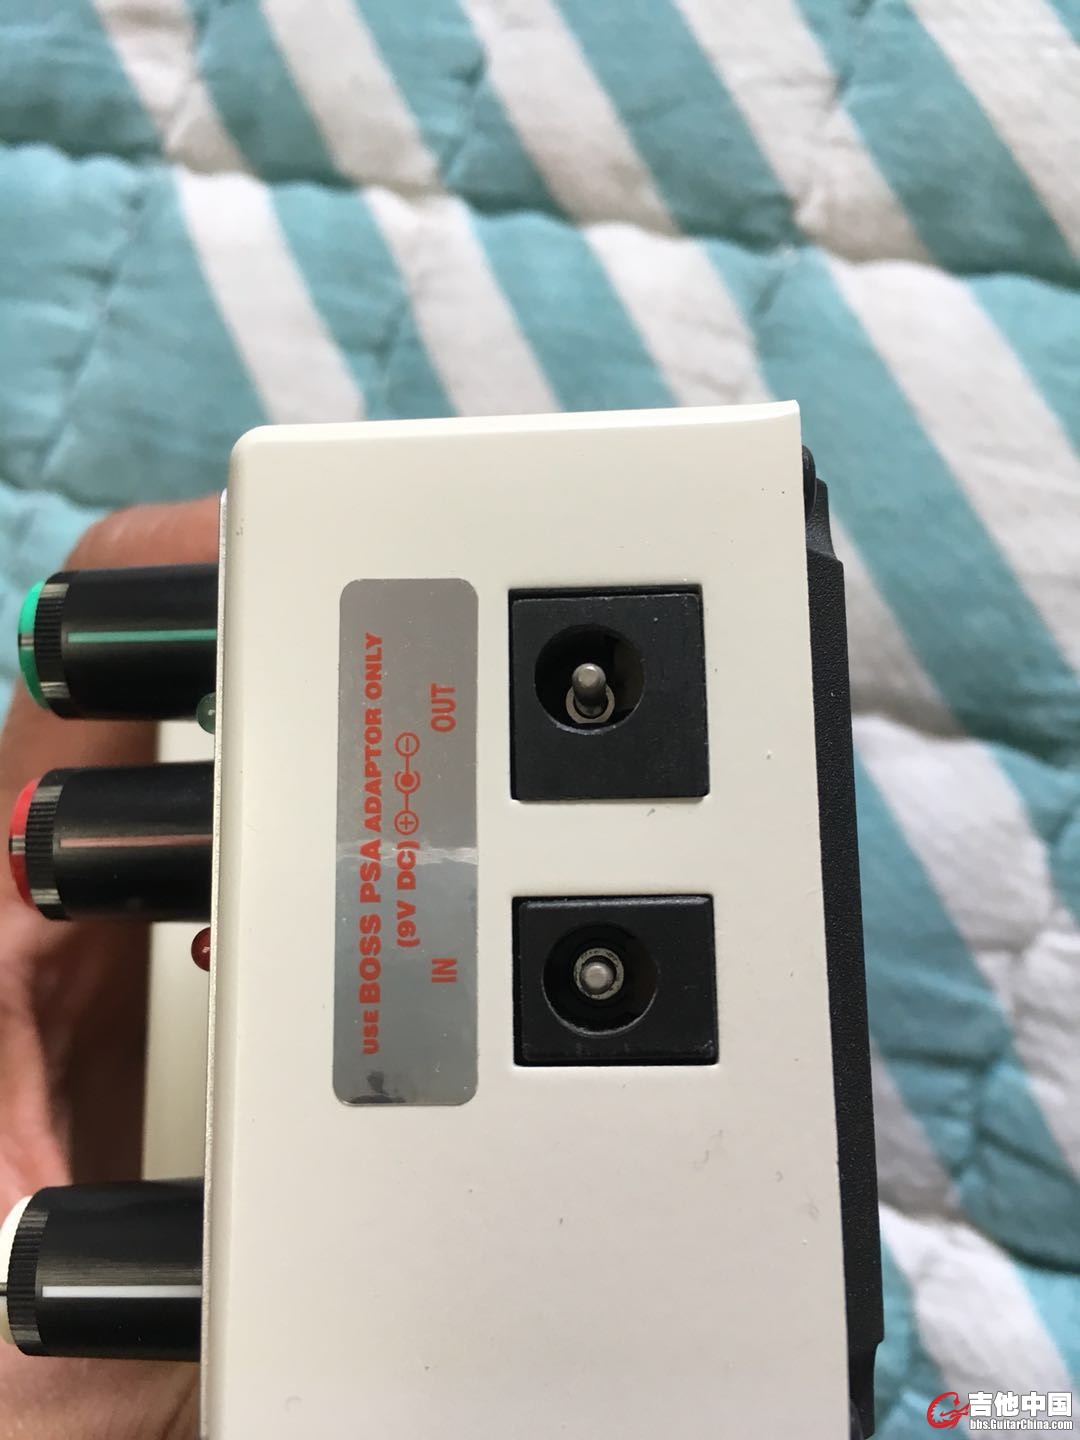 USE BOSS PSA ADAPTOR ONLY
(9V DC)
IN OUT
吉他中国
bbs.GuitarChina.com